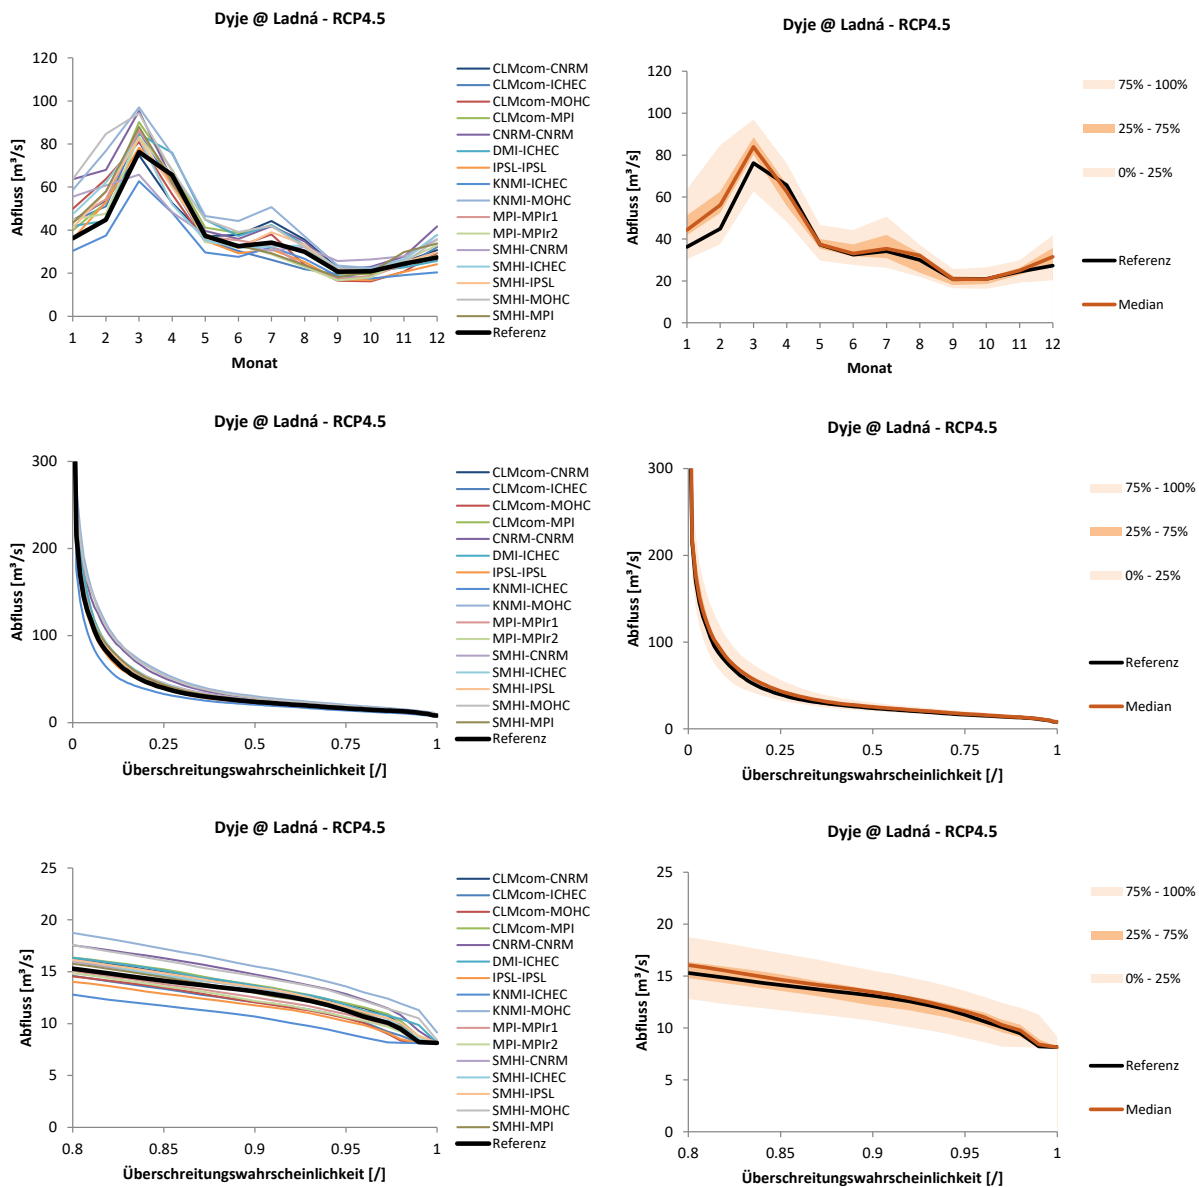 Dyje @ Ladná - RCP4.5
Abfluss [m³/s]
120
100
80
60
40
20
0
1 2 3 4 5 6 7 8 9 10 11 12
Monat
CLMcom-CNRM
CLMcom-ICHEC
CLMcom-MOHC
CLMcom-MPI
CNRM-CNRM
DMI-ICHEC
IPSL-IPSL
KNMI-ICHEC
KNMI-MOHC
MPI-MPIr1
MPI-MPIr2
SMHI-CNRM
SMHI-ICHEC
SMHI-IPSL
SMHI-MOHC
SMHI-MPI
Referenz
Dyje @ Ladná - RCP4.5
Abfluss [m³/s]
120
100
80
60
40
20
0
1 2 3 4 5 6 7 8 9 10 11 12
Monat
75% - 100%
25% - 75%
0% - 25%
Referenz
Median
Dyje @ Ladná - RCP4.5
Abfluss [m³/s]
300
200
100
0
0 0.25 0.5 0.75 1
Überschreitungswahrscheinlichkeit [/]
CLMcom-CNRM
CLMcom-ICHEC
CLMcom-MOHC
CLMcom-MPI
CNRM-CNRM
DMI-ICHEC
IPSL-IPSL
KNMI-ICHEC
KNMI-MOHC
MPI-MPIr1
MPI-MPIr2
SMHI-CNRM
SMHI-ICHEC
SMHI-IPSL
SMHI-MOHC
SMHI-MPI
Referenz
Dyje @ Ladná - RCP4.5
Abfluss [m³/s]
300
200
100
0
0 0.25 0.5 0.75 1
Überschreitungswahrscheinlichkeit [/]
75% - 100%
25% - 75%
0% - 25%
Referenz
Median
Dyje @ Ladná - RCP4.5
Abfluss [m³/s]
25
20
15
10
5
0
0.8 0.85 0.9 0.95 1
Überschreitungswahrscheinlichkeit [/]
CLMcom-CNRM
CLMcom-ICHEC
CLMcom-MOHC
CLMcom-MPI
CNRM-CNRM
DMI-ICHEC
IPSL-IPSL
KNMI-ICHEC
KNMI-MOHC
MPI-MPIr1
MPI-MPIr2
SMHI-CNRM
SMHI-ICHEC
SMHI-IPSL
SMHI-MOHC
SMHI-MPI
Referenz
Dyje @ Ladná - RCP4.5
Abfluss [m³/s]
25
20
15
10
5
0
0.8 0.85 0.9 0.95 1
Überschreitungswahrscheinlichkeit [/]
75% - 100%
25% - 75%
0% - 25%
Referenz
Median